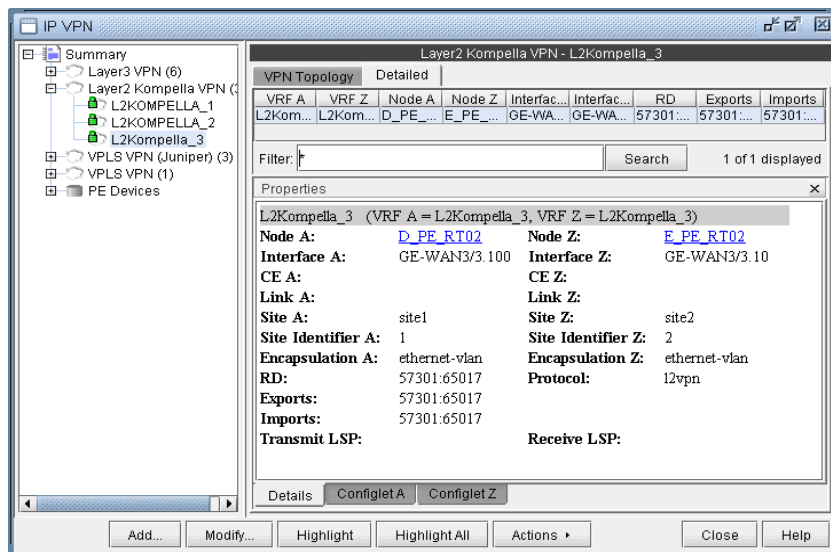 IP VPN
Summary
Layer3 VPN (6)
Layer2 Kompella VPN (3
L2KOMPELLA_1
L2KOMPELLA_2
L2Kompella_3
VPLS VPN (Juniper) (3)
VPLS VPN (1)
PE Devices
Layer2 Kompella VPN - L2Kompella_3
VPN Topology Detailed
VRF A VRF Z Node A Node Z Interfac... Interfac... RD Exports Imports
L2Kom... L2Kom... D_PE_... E_PE_... GE-WA... GE-WA... 57301:... 57301:... 57301:...
Filter: * Search 1 of 1 displayed
Properties
L2Kompella_3 (VRF A = L2Kompella_3, VRF Z = L2Kompella_3)
Node A: D_PE_RT02 Node Z: E_PE_RT02
Interface A: GE-WAN3/3.100 Interface Z: GE-WAN3/3.10
CE A: CE Z:
Link A: Link Z:
Site A: site1 Site Z: site2
Site Identifier A: 1 Site Identifier Z: 2
Encapsulation A: ethernet-vlan Encapsulation Z: ethernet-vlan
RD: 57301:65017 Protocol: l2vpn
Exports: 57301:65017
Imports: 57301:65017
Transmit LSP: Receive LSP:
Details Configlet A Configlet Z
Add... Modify... Highlight Highlight All Actions Close Help